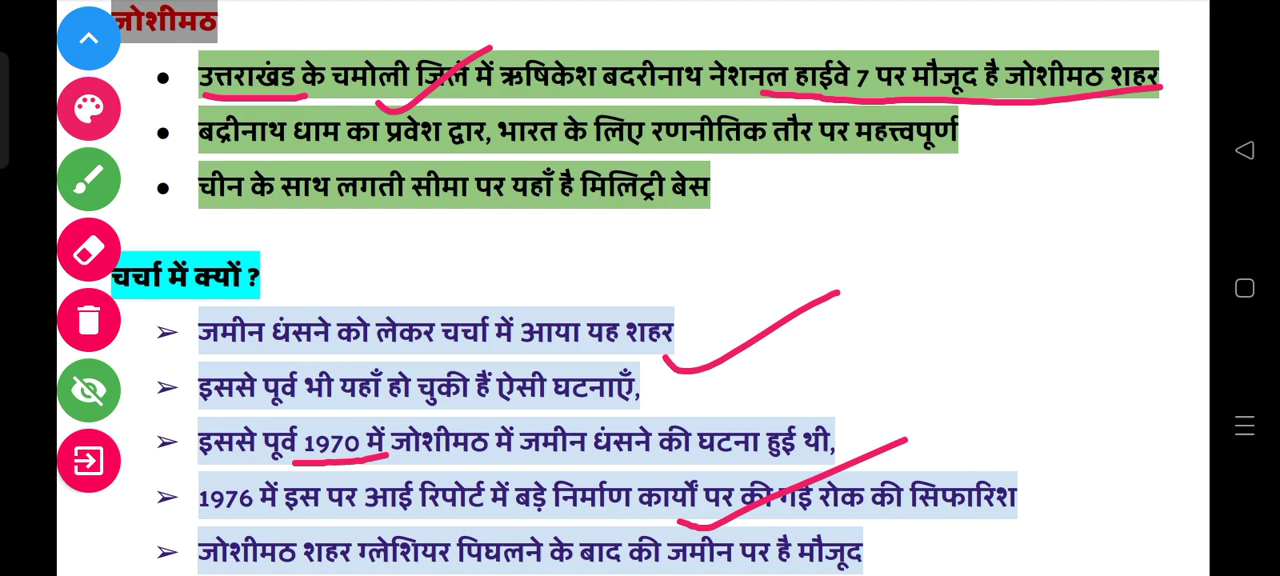 जोशीमठ
उत्तराखंड के चमोली जिले में ऋषिकेश बदरीनाथ नेशनल हाईवे 7 पर मौजूद है जोशीमठ शहर
बद्रीनाथ धाम का प्रवेश द्वार, भारत के लिए रणनीतिक तौर पर महत्त्वपूर्ण
चीन के साथ लगती सीमा पर यहाँ है मिलिट्री बेस
चर्चा में क्यों ?
जमीन धंसने को लेकर चर्चा में आया यह शहर
इससे पूर्व भी यहाँ हो चुकी हैं ऐसी घटनाएँ,
इससे पूर्व 1970 में जोशीमठ में जमीन धंसने की घटना हुई थी,
1976 में इस पर आई रिपोर्ट में बड़े निर्माण कार्यों पर की गई रोक की सिफारिश
जोशीमठ शहर ग्लेशियर पिघलने के बाद की जमीन पर है मौजूद